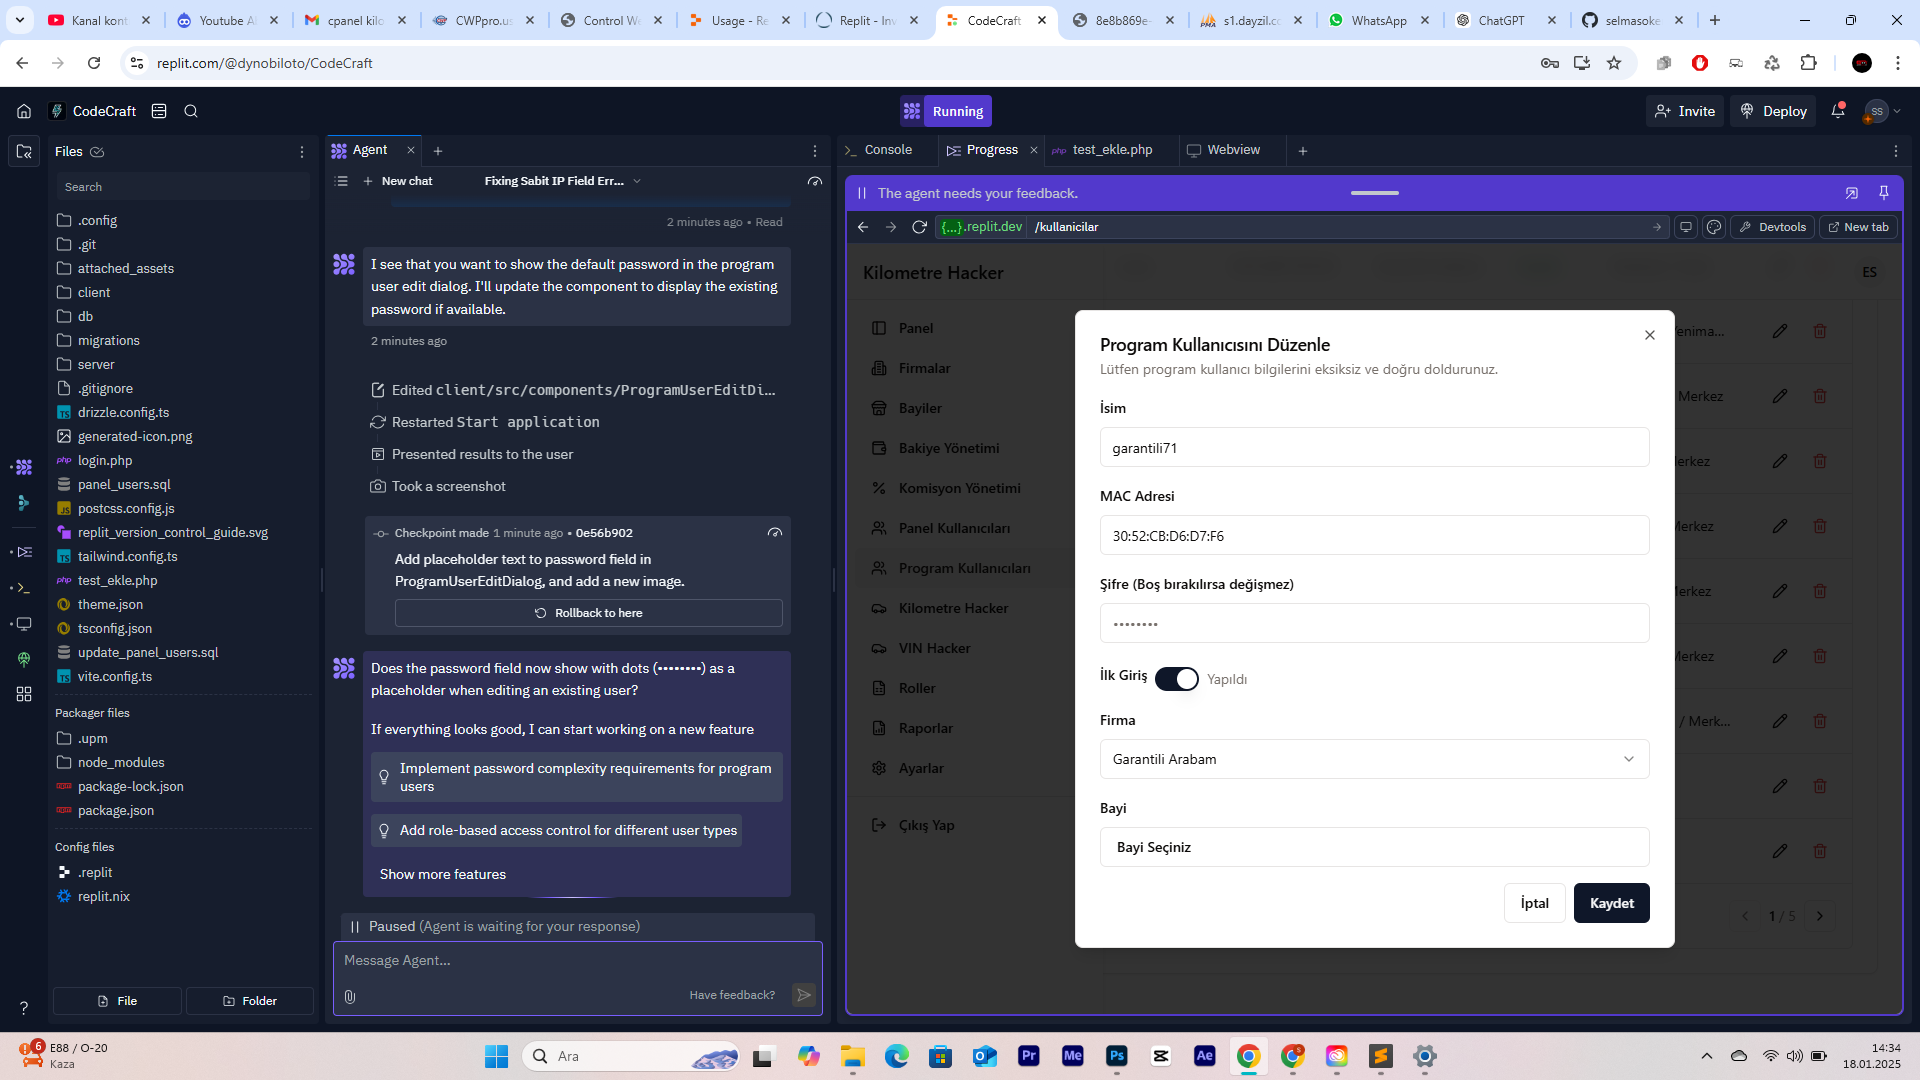 Kanal kont
Youtube A
cpanel kilo
CWPpro.u
Control We
Usage - Re
Replit - Inv
CodeCraft
8e8b869e-
s1.dayzil.co
WhatsApp
ChatGPT
selmasoke
replit.com/@dynobiloto/CodeCraft
CodeCraft
Running
Invite
Deploy
SS
Files
Search
.config
.git
attached_assets
client
db
migrations
server
.gitignore
drizzle.config.ts
generated-icon.png
login.php
panel_users.sql
postcss.config.js
replit_version_control_guide.svg
tailwind.config.ts
test_ekle.php
theme.json
tsconfig.json
update_panel_users.sql
vite.config.ts
Packager files
.upm
node_modules
package-lock.json
package.json
Config files
.replit
replit.nix
File
Folder
Agent
New chat
Fixing Sabit IP Field Err...
2 minutes ago • Read
I see that you want to show the default password in the program
user edit dialog. I'll update the component to display the existing
password if available.
2 minutes ago
Edited client/src/components/ProgramUserEditDi...
Restarted Start application
Presented results to the user
Took a screenshot
Checkpoint made 1 minute ago • 0e56b902
Add placeholder text to password field in
ProgramUserEditDialog, and add a new image.
Rollback to here
Does the password field now show with dots (••••••••) as a
placeholder when editing an existing user?
If everything looks good, I can start working on a new feature
Implement password complexity requirements for program
users
Add role-based access control for different user types
Show more features
Paused (Agent is waiting for your response)
Message Agent...
Have feedback?
Console
Progress
php test_ekle.php
Webview
The agent needs your feedback.
{...}.replit.dev
/kullanicilar
Devtools
New tab
Kilometre Hacker
ES
Panel
Firmalar
Bayiler
Bakiye Yönetimi
Komisyon Yönetimi
Panel Kullanıcıları
Program Kullanıcıları
Kilometre Hacker
VIN Hacker
Roller
Raporlar
Ayarlar
Çıkış Yap
Program Kullanıcısını Düzenle
Lütfen program kullanıcı bilgilerini eksiksiz ve doğru doldurunuz.
İsim
garantili71
MAC Adresi
30:52:CB:D6:D7:F6
Şifre (Boş bırakılırsa değişmez)
••••••••
İlk Giriş
Yapıldı
Firma
Garantili Arabam
Bayi
Bayi Seçiniz
İptal
Kaydet
enima...
Merkez
erkez
erkez
erkez
erkez
/ Merk...
1 / 5
6
E88 / O-20
Kaza
Ara
Pr
Me
Ps
Ae
14:34
18.01.2025